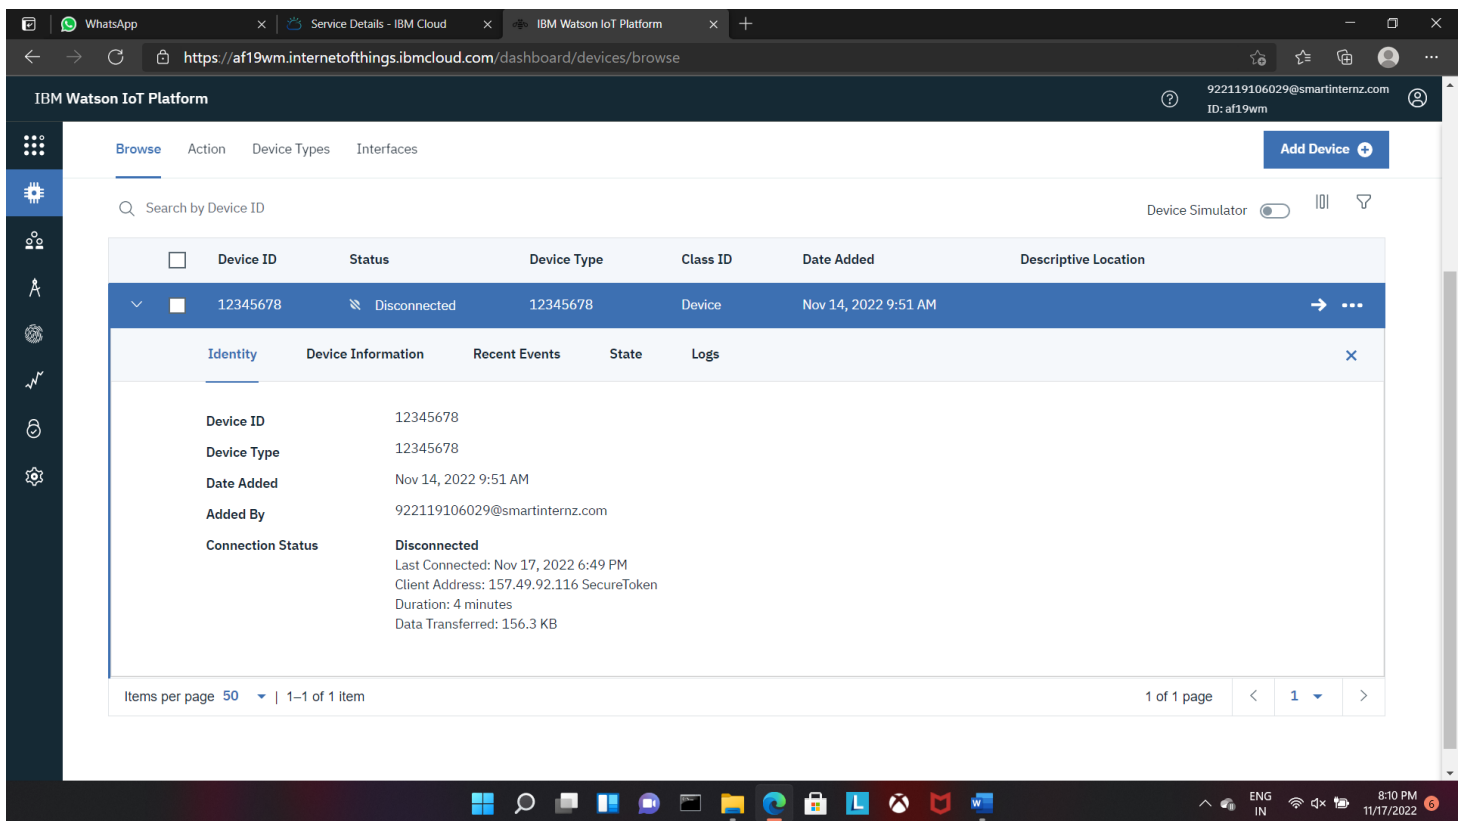 WhatsApp
Service Details - IBM Cloud
IBM Watson IoT Platform
https://af19wm.internetofthings.ibmcloud.com/dashboard/devices/browse
IBM Watson IoT Platform
922119106029@smartinternz.com
ID: af19wm
Browse Action Device Types Interfaces
Add Device
Search by Device ID
Device Simulator
Device ID Status Device Type Class ID Date Added Descriptive Location
12345678 Disconnected 12345678 Device Nov 14, 2022 9:51 AM
Identity Device Information Recent Events State Logs
Device ID 12345678
Device Type 12345678
Date Added Nov 14, 2022 9:51 AM
Added By 922119106029@smartinternz.com
Connection Status Disconnected
Last Connected: Nov 17, 2022 6:49 PM
Client Address: 157.49.92.116 SecureToken
Duration: 4 minutes
Data Transferred: 156.3 KB
Items per page 50 | 1–1 of 1 item
1 of 1 page 1
L
W
ENG
IN
8:10 PM
11/17/2022
6